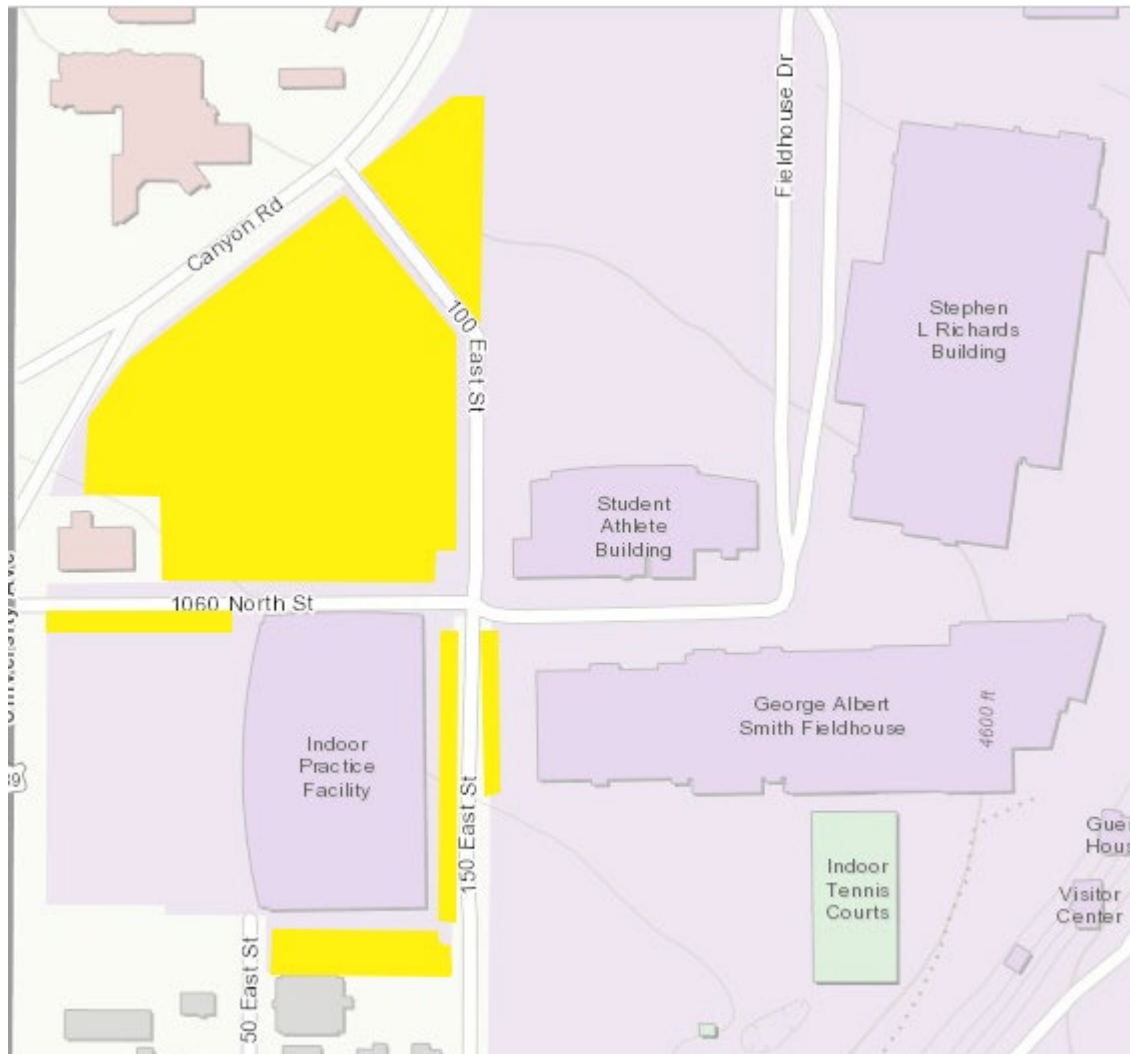 Fieldhouse Dr
Canyon Rd
100 East St
Stephen
L Richards
Building
Student
Athlete
Building
1060 North St
George Albert
Smith Fieldhouse
4600 ft
Indoor
Practice
Facility
150 East St
Indoor
Tennis
Courts
Visitor
Center
50 East St